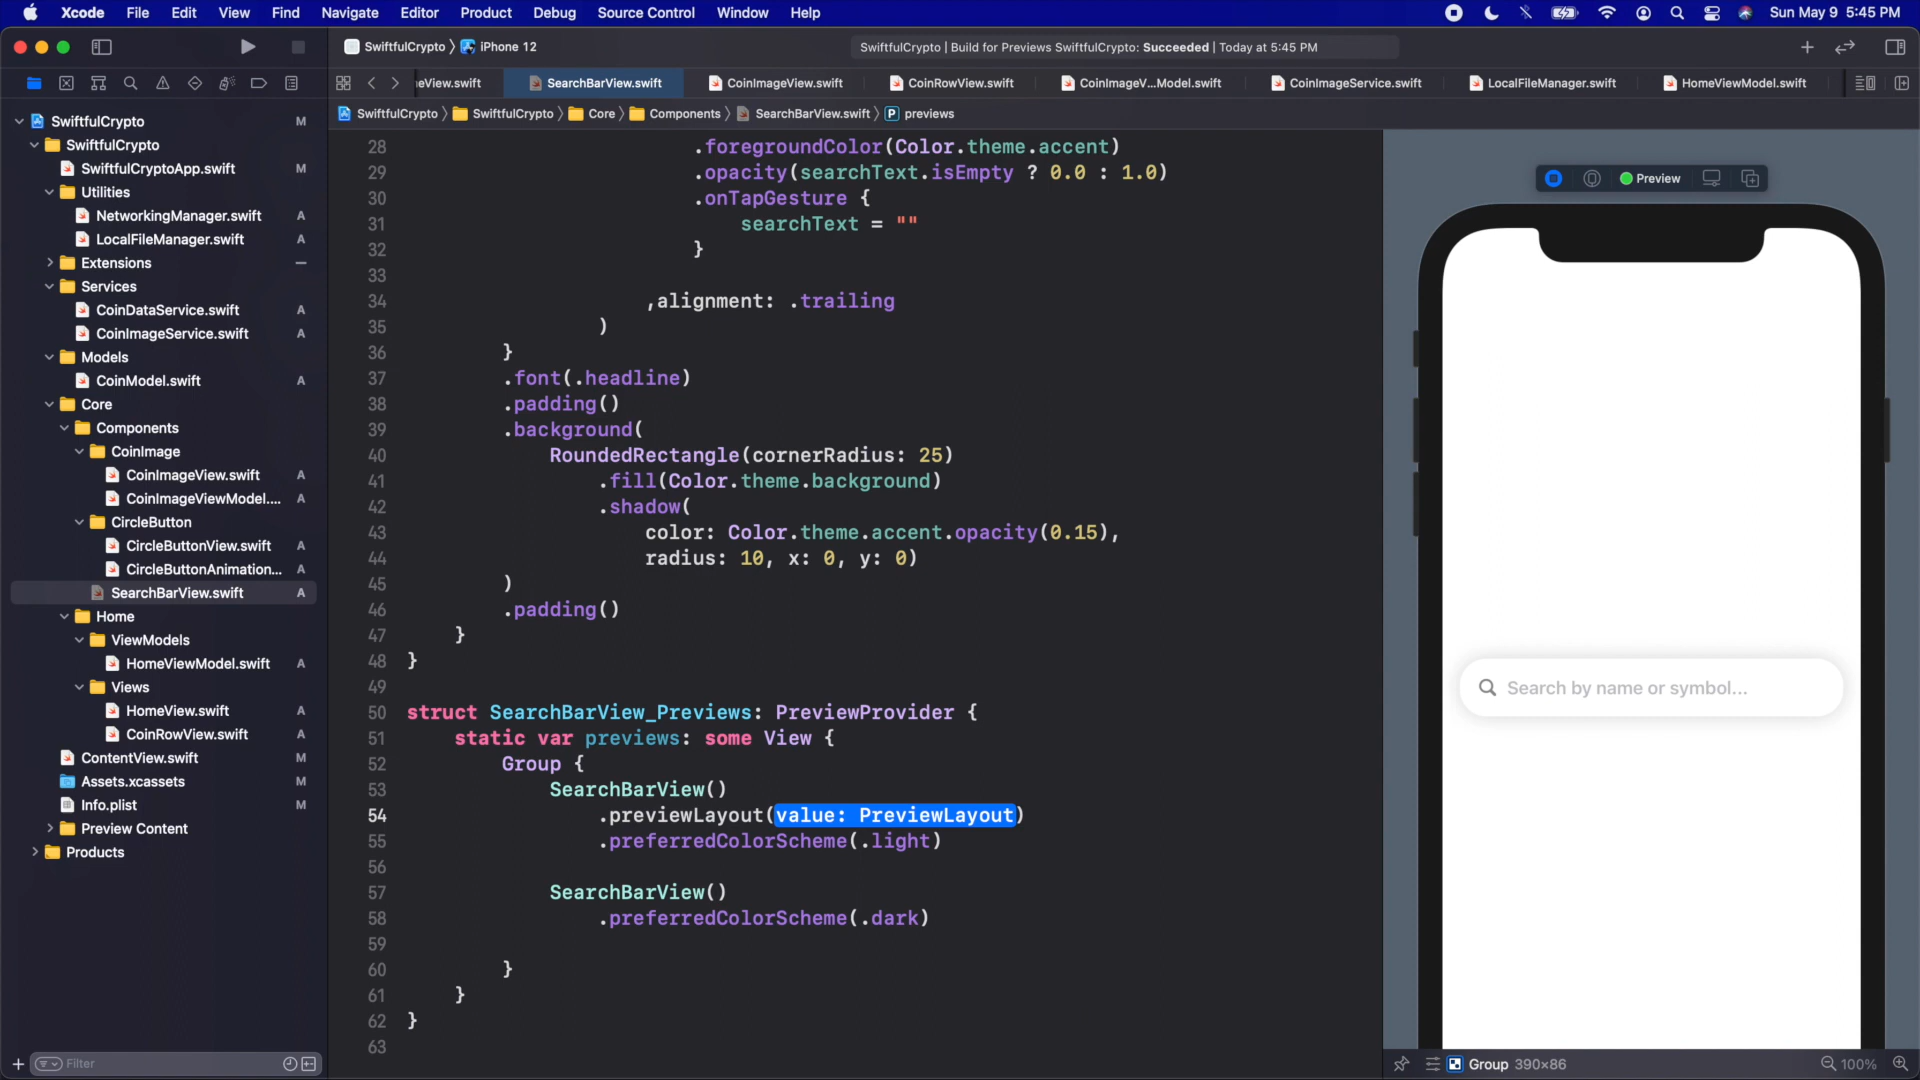 Xcode File Edit View Find Navigate Editor Product Debug Source Control Window Help Sun May 9 5:45 PM
SwiftfulCrypto iPhone 12 SwiftfulCrypto | Build for Previews SwiftfulCrypto: Succeeded | Today at 5:45 PM
eView.swift SearchBarView.swift CoinImageView.swift CoinRowView.swift CoinImageV...Model.swift CoinImageService.swift LocalFileManager.swift HomeViewModel.swift
SwiftfulCrypto SwiftfulCrypto Core Components SearchBarView.swift P previews
SwiftfulCrypto M
SwiftfulCrypto
SwiftfulCryptoApp.swift M
Utilities
NetworkingManager.swift A
LocalFileManager.swift A
Extensions
Services
CoinDataService.swift A
CoinImageService.swift A
Models
CoinModel.swift A
Core
Components
CoinImage
CoinImageView.swift A
CoinImageViewModel.... A
CircleButton
CircleButtonView.swift A
CircleButtonAnimation... A
SearchBarView.swift A
Home
ViewModels
HomeViewModel.swift A
Views
HomeView.swift A
CoinRowView.swift A
ContentView.swift M
Assets.xcassets M
Info.plist M
Preview Content
Products
Filter
28 .foregroundColor(Color.theme.accent)
29 .opacity(searchText.isEmpty ? 0.0 : 1.0)
30 .onTapGesture {
31 searchText = ""
32 }
33
34 ,alignment: .trailing
35 )
36 }
37 .font(.headline)
38 .padding()
39 .background(
40 RoundedRectangle(cornerRadius: 25)
41 .fill(Color.theme.background)
42 .shadow(
43 color: Color.theme.accent.opacity(0.15),
44 radius: 10, x: 0, y: 0)
45 )
46 .padding()
47 }
48 }
49
50 struct SearchBarView_Previews: PreviewProvider {
51 static var previews: some View {
52 Group {
53 SearchBarView()
54 .previewLayout(value: PreviewLayout)
55 .preferredColorScheme(.light)
56
57 SearchBarView()
58 .preferredColorScheme(.dark)
59
60 }
61 }
62 }
63
Preview
Search by name or symbol...
Group 390×86 100%